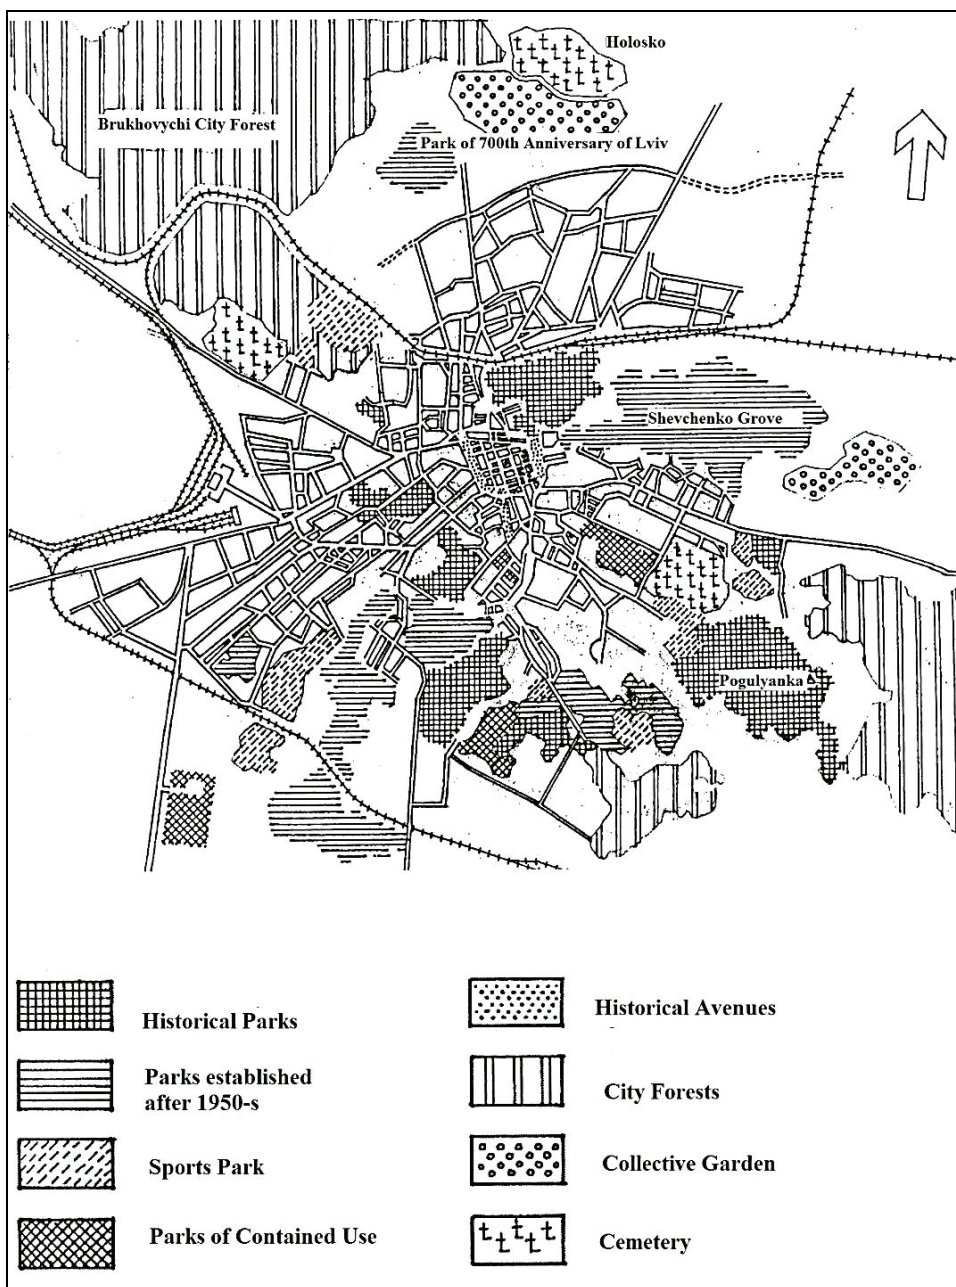 Holosko
Brukhovychi City Forest
Park of 700th Anniversary of Lviv
Shevchenko Grove
Pogulyanka
Historical Parks
Historical Avenues
Parks established
after 1950-s
City Forests
Sports Park
Collective Garden
Parks of Contained Use
Cemetery